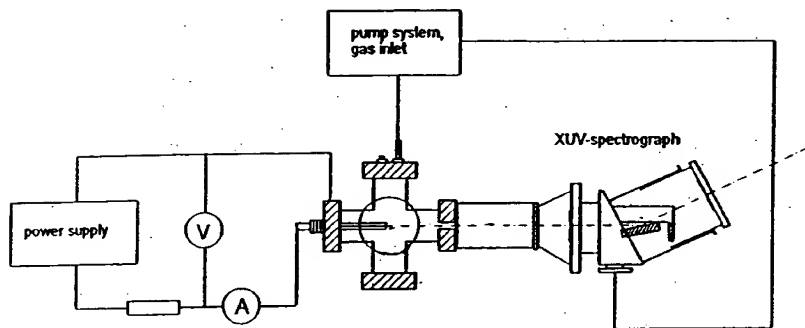 pump system,
gas inlet
XUV-spectrograph
power supply
V
A